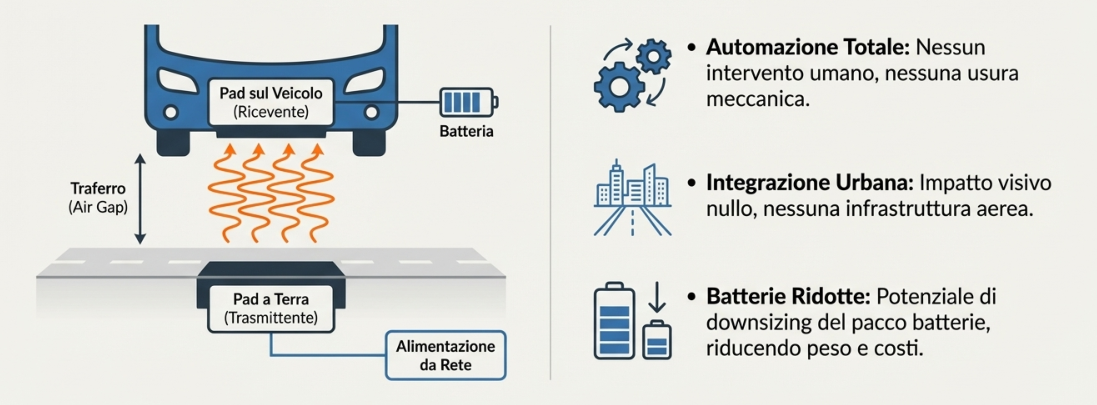 Pad sul Veicolo
(Ricevente)
Batteria
Traferro
(Air Gap)
Pad a Terra
(Trasmittente)
Alimentazione
da Rete
• Automazione Totale: Nessun
intervento umano, nessuna usura
meccanica.
• Integrazione Urbana: Impatto visivo
nullo, nessuna infrastruttura aerea.
• Batterie Ridotte: Potenziale di
downsizing del pacco batterie,
riducendo peso e costi.